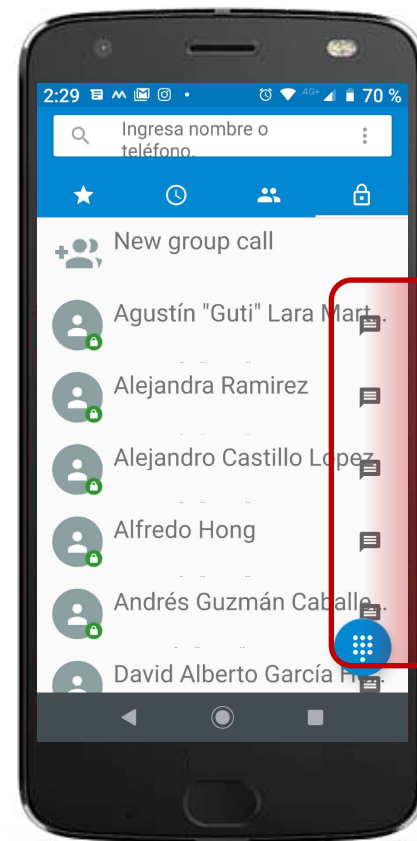 2:29 4G+ 70 %
Ingresa nombre o
teléfono.
New group call
Agustín "Guti" Lara Mart...
Alejandra Ramirez
Alejandro Castillo Lopez
Alfredo Hong
Andrés Guzmán Caballe...
David Alberto García